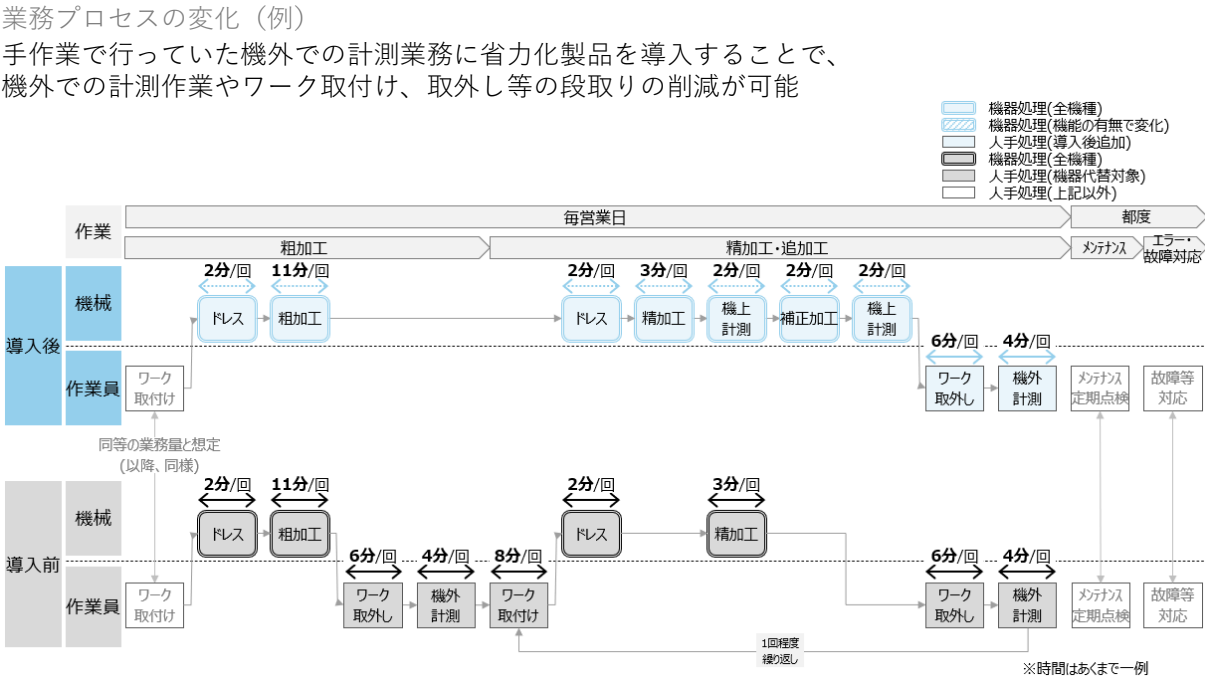 業務プロセスの変化（例）
手作業で行っていた機外での計測業務に省力化製品を導入することで、
機外での計測作業やワーク取付け、取外し等の段取りの削減が可能
機器処理(全機種)
機器処理(機能の有無で変化)
人手処理(導入後追加)
機器処理(全機種)
人手処理(機器代替対象)
人手処理(上記以外)
作業
毎営業日
都度
粗加工
精加工・追加工
メンテナンス
エラー・
故障対応
導入後
機械
2分/回
11分/回
2分/回
3分/回
2分/回
2分/回
2分/回
ドレス
粗加工
ドレス
精加工
機上
計測
補正加工
機上
計測
作業員
6分/回
4分/回
ワーク
取付け
ワーク
取外し
機外
計測
メンテナンス
定期点検
故障等
対応
同等の業務量と想定
(以降、同様)
導入前
機械
2分/回
11分/回
2分/回
3分/回
ドレス
粗加工
ドレス
精加工
作業員
6分/回
4分/回
8分/回
6分/回
4分/回
ワーク
取付け
ワーク
取外し
機外
計測
ワーク
取付け
ワーク
取外し
機外
計測
メンテナンス
定期点検
故障等
対応
1回程度
繰り返し
※時間はあくまで一例